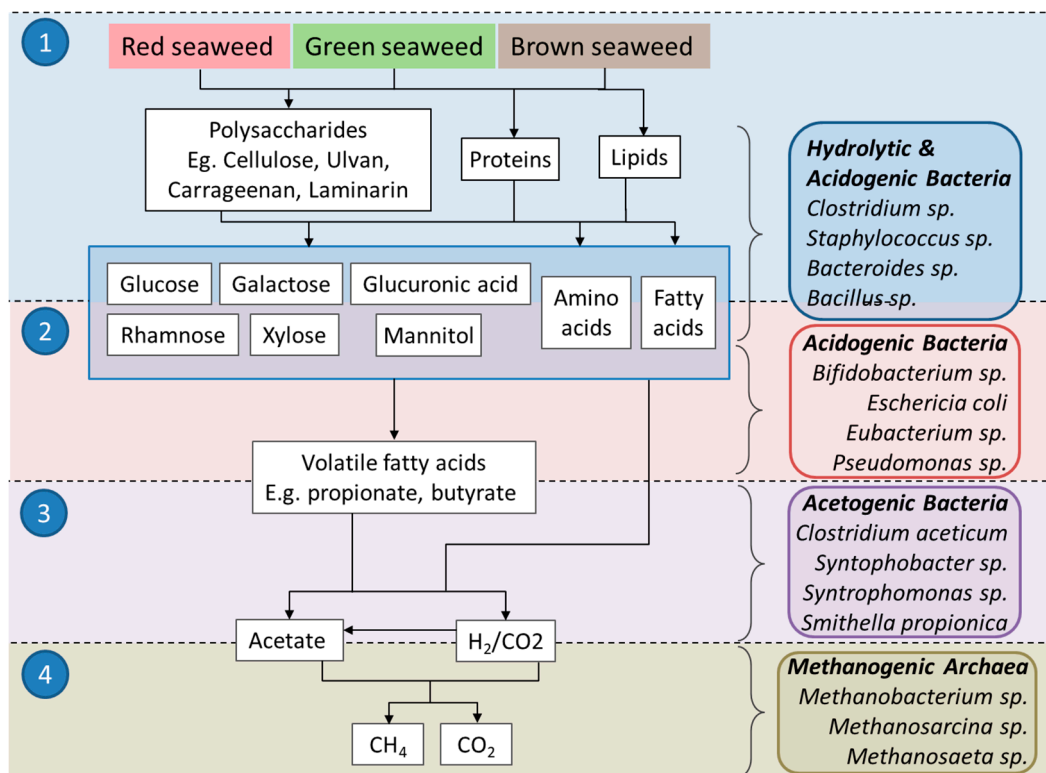 1
Red seaweed
Green seaweed
Brown seaweed
Polysaccharides
Eg. Cellulose, Ulvan,
Carrageenan, Laminarin
Proteins
Lipids
Hydrolytic &
Acidogenic Bacteria
Clostridium sp.
Staphylococcus sp.
Bacteroides sp.
Bacillus sp.
Glucose
Galactose
Glucuronic acid
Amino
acids
Fatty
acids
2
Rhamnose
Xylose
Mannitol
Acidogenic Bacteria
Bifidobacterium sp.
Eschericia coli
Eubacterium sp.
Pseudomonas sp.
Volatile fatty acids
E.g. propionate, butyrate
3
Acetogenic Bacteria
Clostridium aceticum
Syntophobacter sp.
Syntrophomonas sp.
Smithella propionica
Acetate
H₂/CO2
4
Methanogenic Archaea
Methanobacterium sp.
Methanosarcina sp.
Methanosaeta sp.
CH₄
CO₂